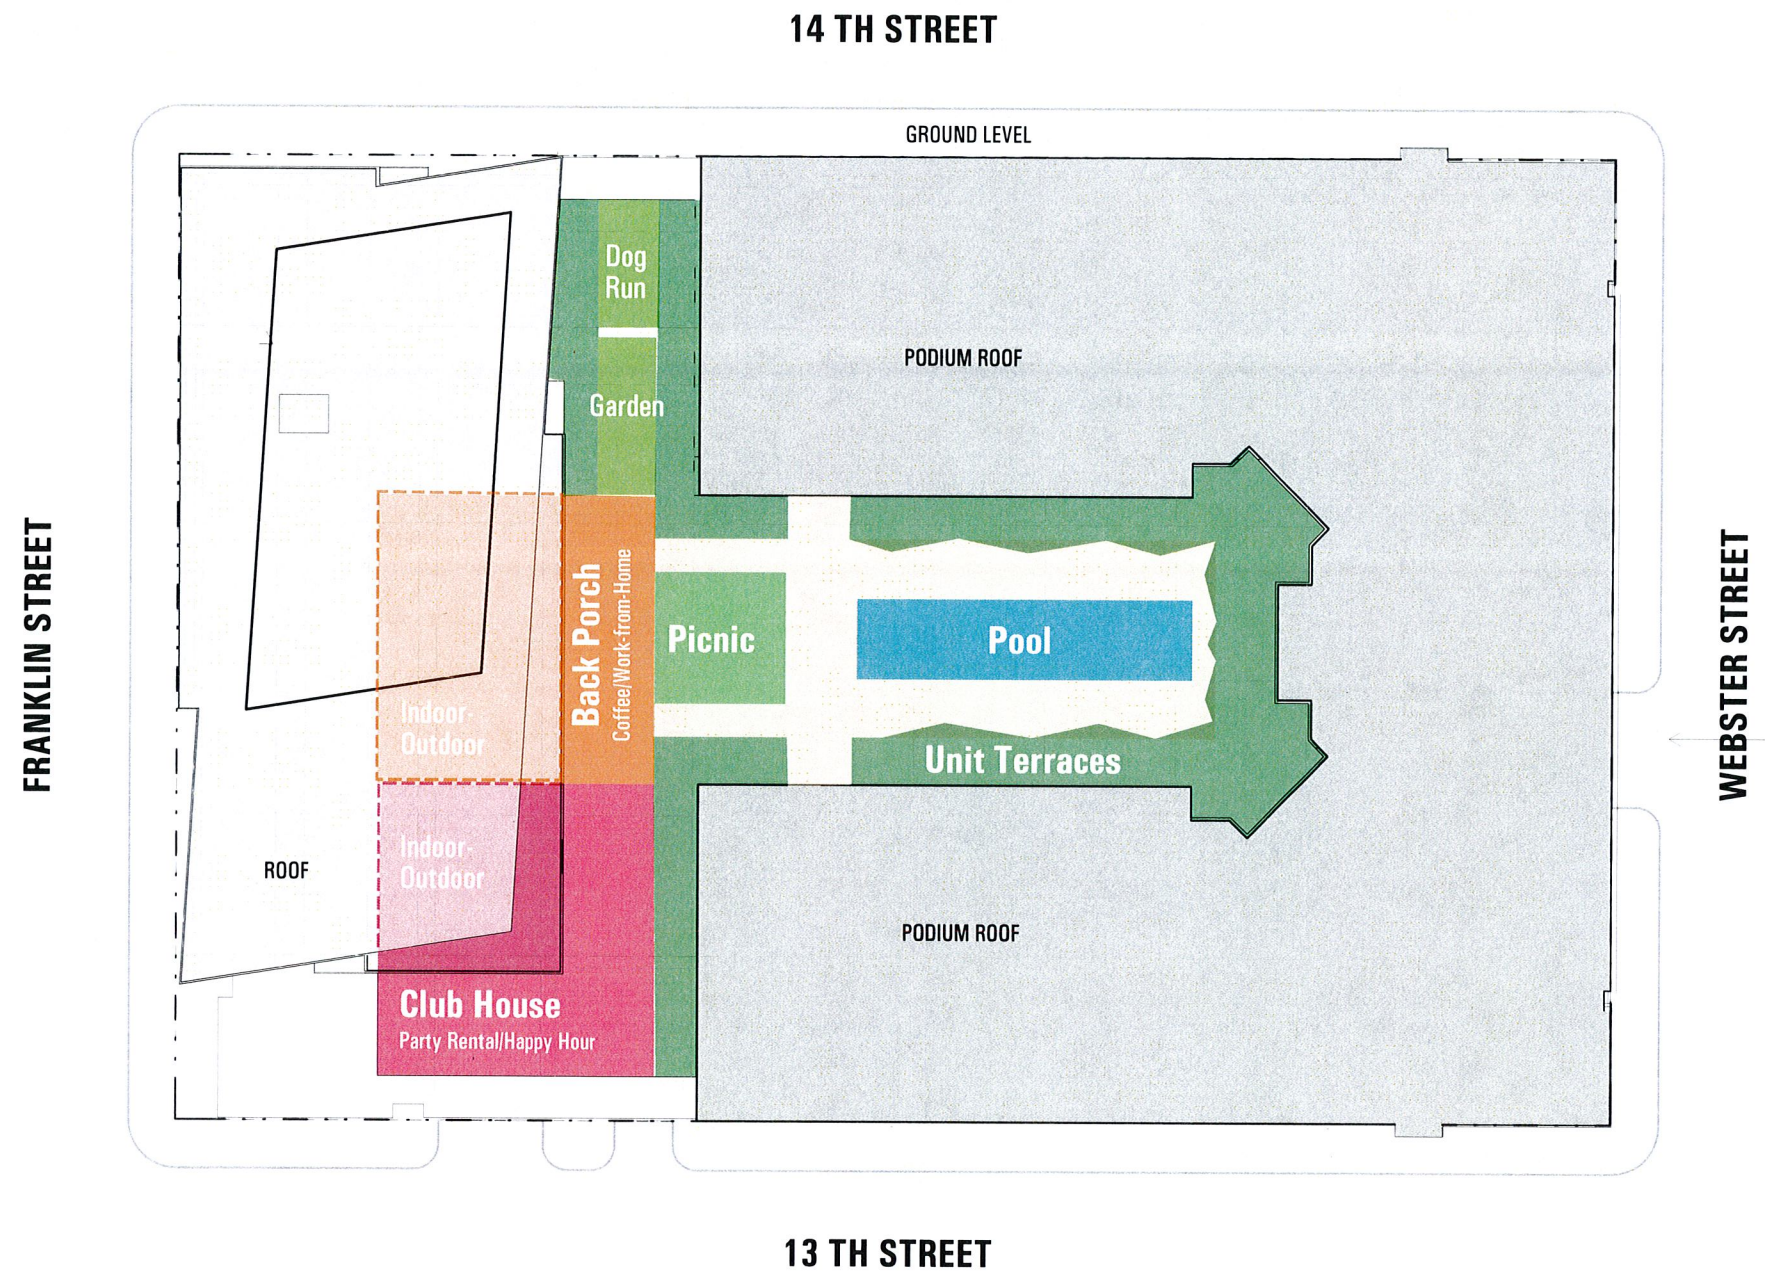 14 TH STREET
GROUND LEVEL
Dog
Run
PODIUM ROOF
Garden
FRANKLIN STREET
Back Porch
Coffee/Work-from-Home
Picnic
Pool
WEBSTER STREET
Indoor-
Outdoor
Unit Terraces
Indoor-
Outdoor
ROOF
PODIUM ROOF
Club House
Party Rental/Happy Hour
13 TH STREET